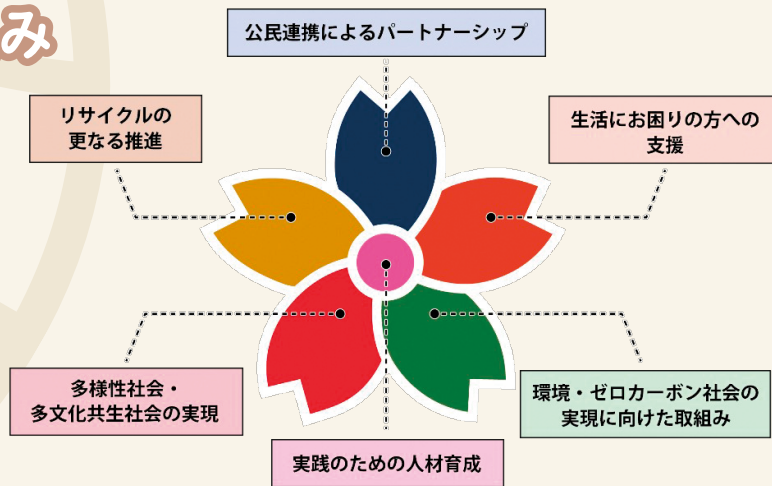 み
公民連携によるパートナーシップ
リサイクルの
更なる推進
生活にお困りの方への
支援
多様性社会・
多文化共生社会の実現
環境・ゼロカーボン社会の
実現に向けた取組み
実践のための人材育成